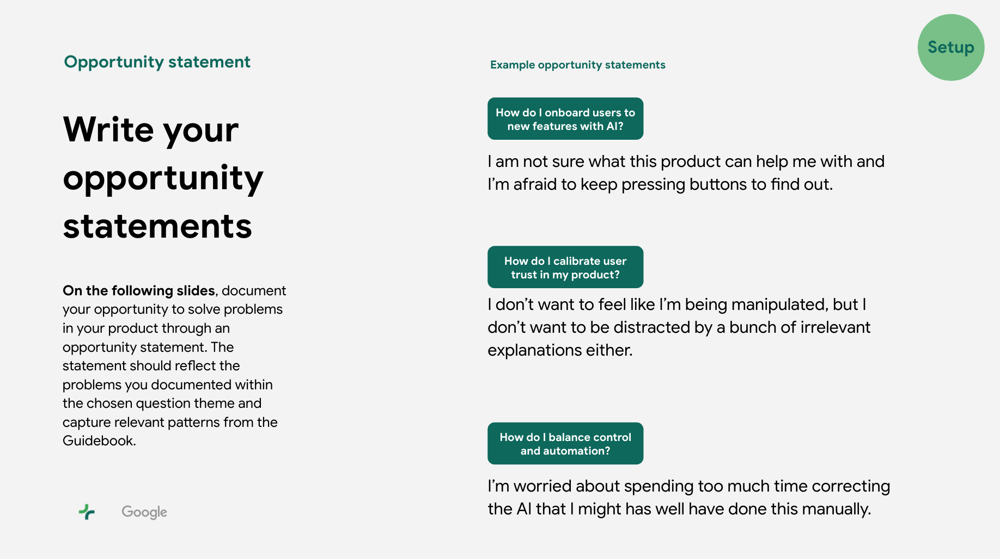 Opportunity statement
Write your
opportunity
statements
On the following slides, document
your opportunity to solve problems
in your product through an
opportunity statement. The
statement should reflect the
problems you documented within
the chosen question theme and
capture relevant patterns from the
Guidebook.
Google
Setup
Example opportunity statements
How do I onboard users to
new features with AI?
I am not sure what this product can help me with and
I’m afraid to keep pressing buttons to find out.
How do I calibrate user
trust in my product?
I don’t want to feel like I’m being manipulated, but I
don’t want to be distracted by a bunch of irrelevant
explanations either.
How do I balance control
and automation?
I’m worried about spending too much time correcting
the AI that I might has well have done this manually.